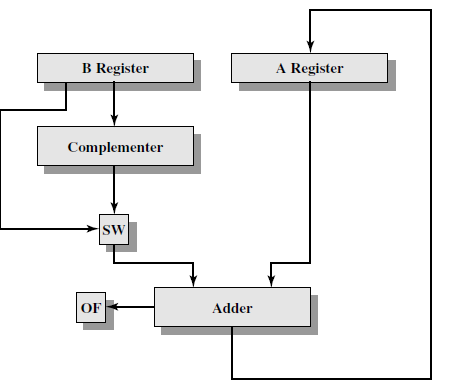 B Register
A Register
Complementer
SW
OF
Adder